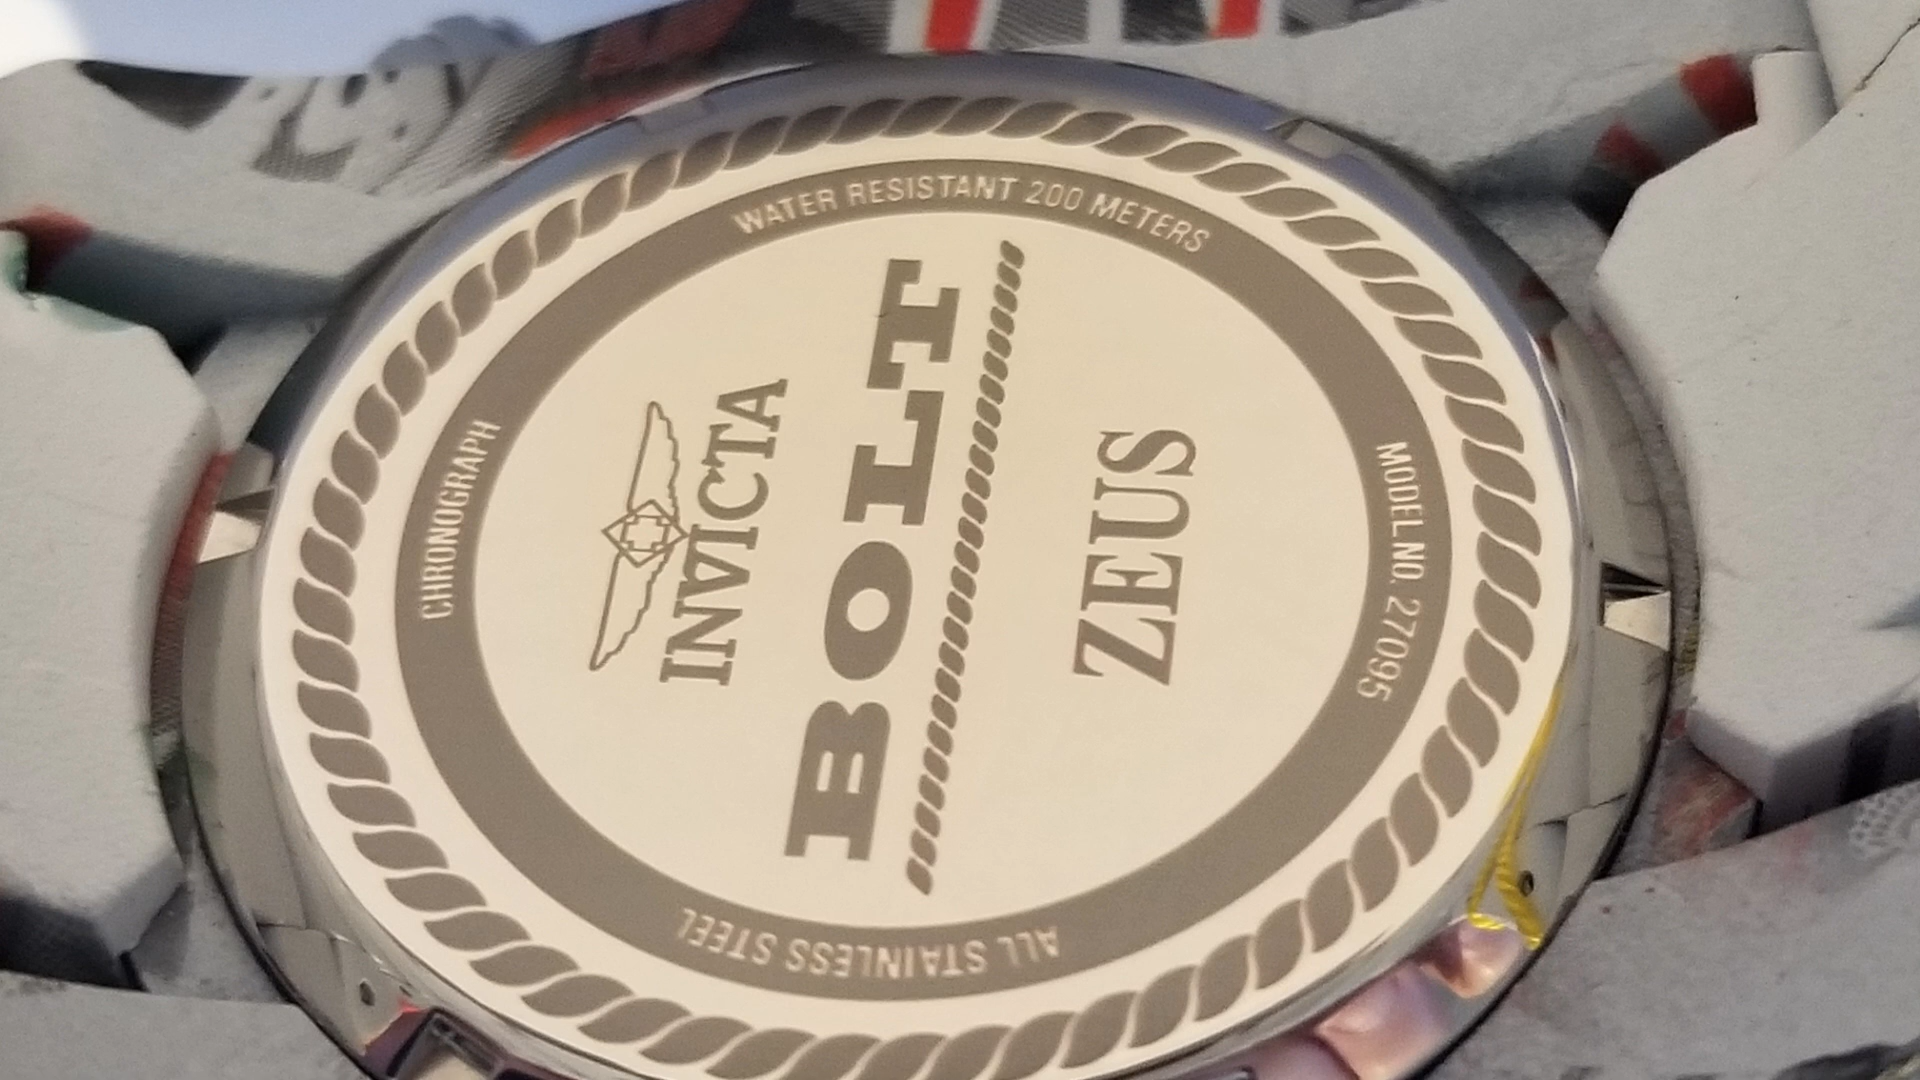 INVICTA
BOLT
ZEUS
WATER RESISTANT 200 METERS
MODEL NO. 27095
ALL STAINLESS STEEL
CHRONOGRAPH